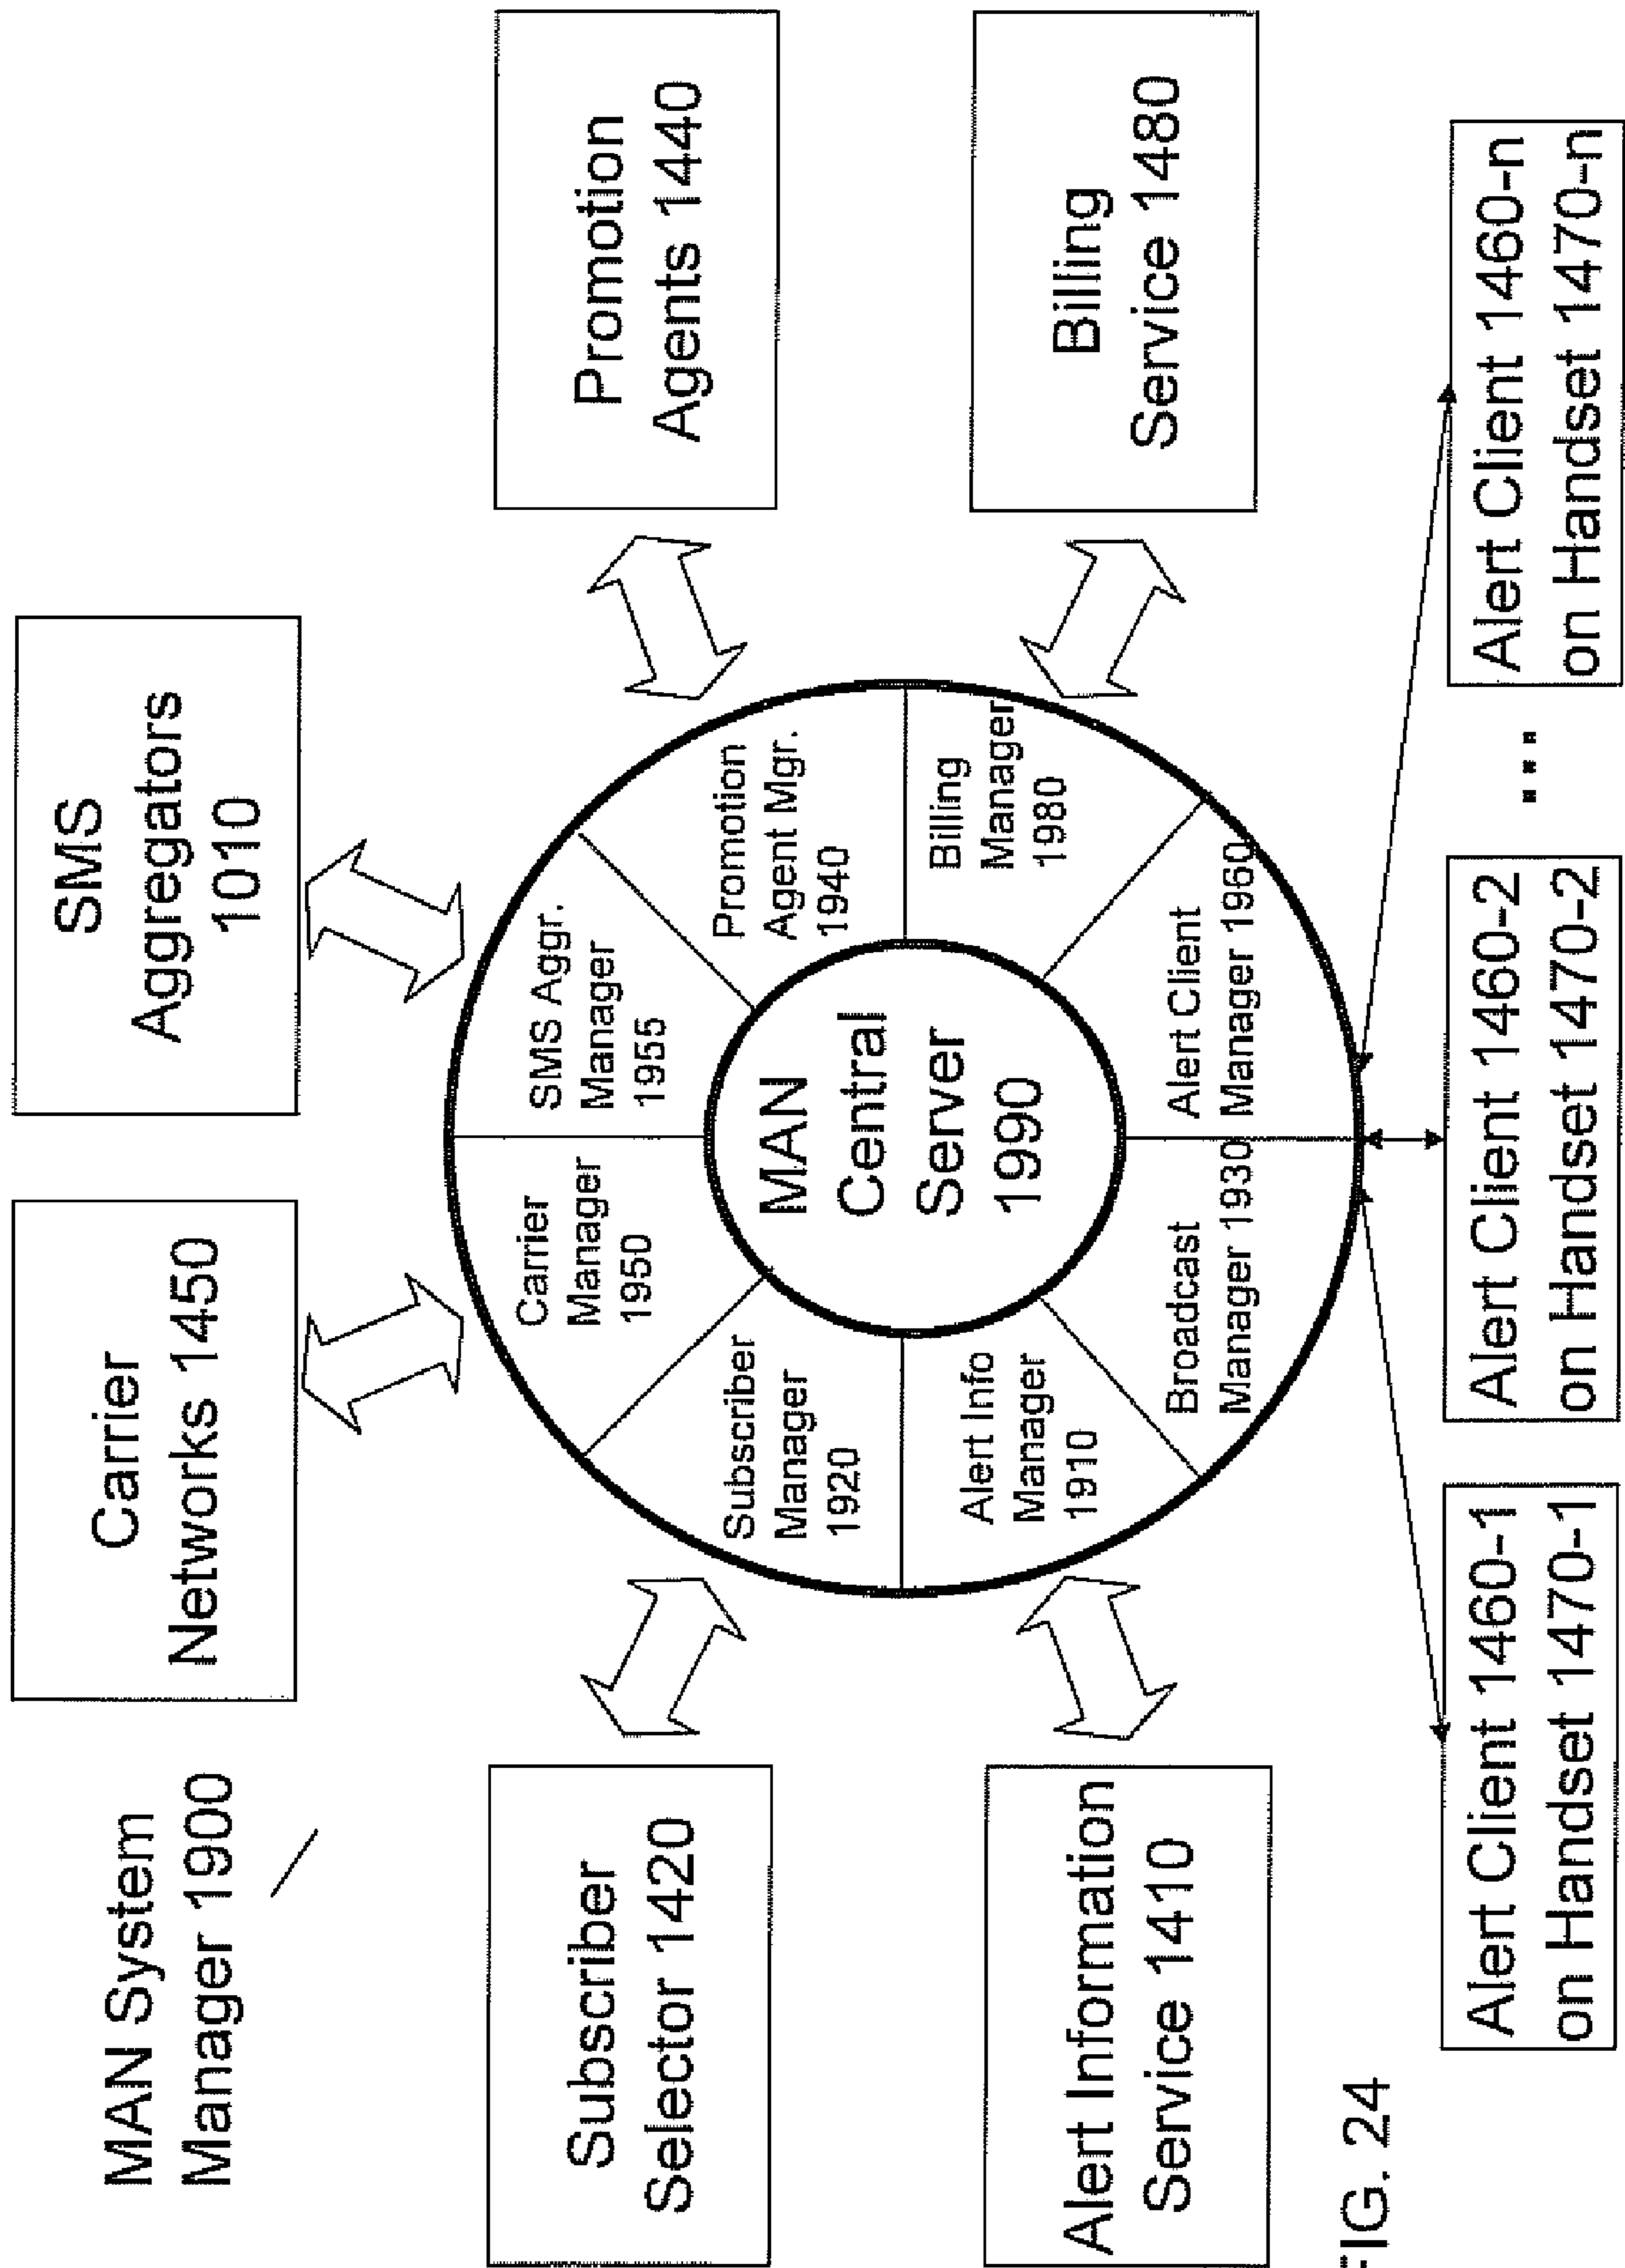 MAN System
Manager 1900
Carrier
Networks 1450
SMS
Aggregators
1010
Subscriber
Selector 1420
Promotion
Agents 1440
Carrier
Manager
1950
SMS Aggr.
Manager
1955
Subscriber
Manager
1920
Promotion
Agent Mgr.
1940
MAN
Central
Server
1990
Alert Info
Manager
1910
Billing
Manager
1980
Broadcast
Manager 1930
Alert Client
Manager 1960
Alert Information
Service 1410
Billing
Service 1480
Alert Client 1460-1
on Handset 1470-1
Alert Client 1460-2
on Handset 1470-2
...
Alert Client 1460-n
on Handset 1470-n
FIG. 24